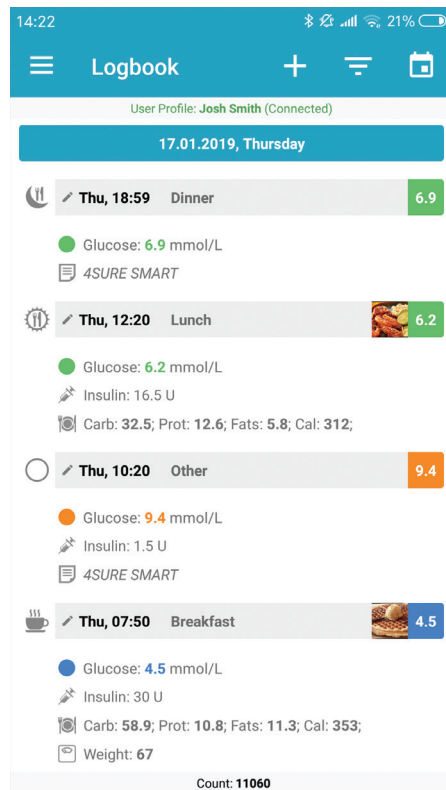 14:22 21%
Logbook
User Profile: Josh Smith (Connected)
17.01.2019, Thursday
Thu, 18:59 Dinner 6.9
Glucose: 6.9 mmol/L
4SURE SMART
Thu, 12:20 Lunch 6.2
Glucose: 6.2 mmol/L
Insulin: 16.5 U
Carb: 32.5; Prot: 12.6; Fats: 5.8; Cal: 312;
Thu, 10:20 Other 9.4
Glucose: 9.4 mmol/L
Insulin: 1.5 U
4SURE SMART
Thu, 07:50 Breakfast 4.5
Glucose: 4.5 mmol/L
Insulin: 30 U
Carb: 58.9; Prot: 10.8; Fats: 11.3; Cal: 353;
Weight: 67
Count: 11060